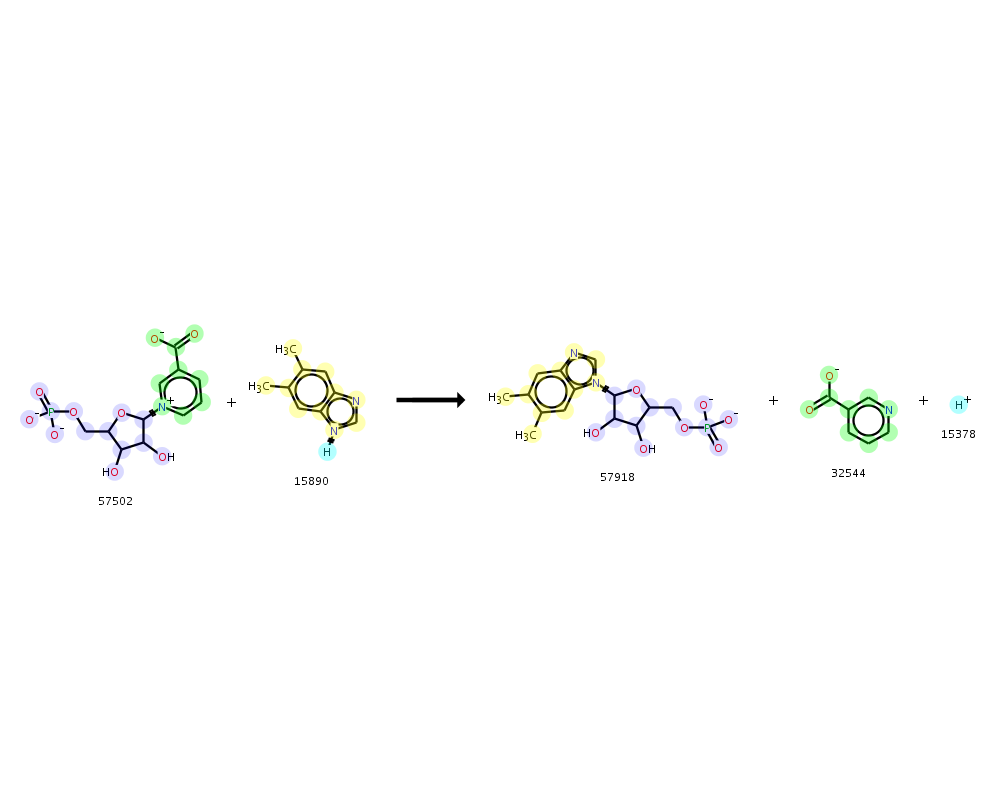 O⁻ O
O
O⁻ P O O N⁺
O⁻
HO OH
57502
+
H₃C
H₃C N
N
H
15890
N
H₃C N O
H₃C HO OH O P O⁻ O⁻ O
57918
+
O⁻
O N
32544
+
H⁺
15378